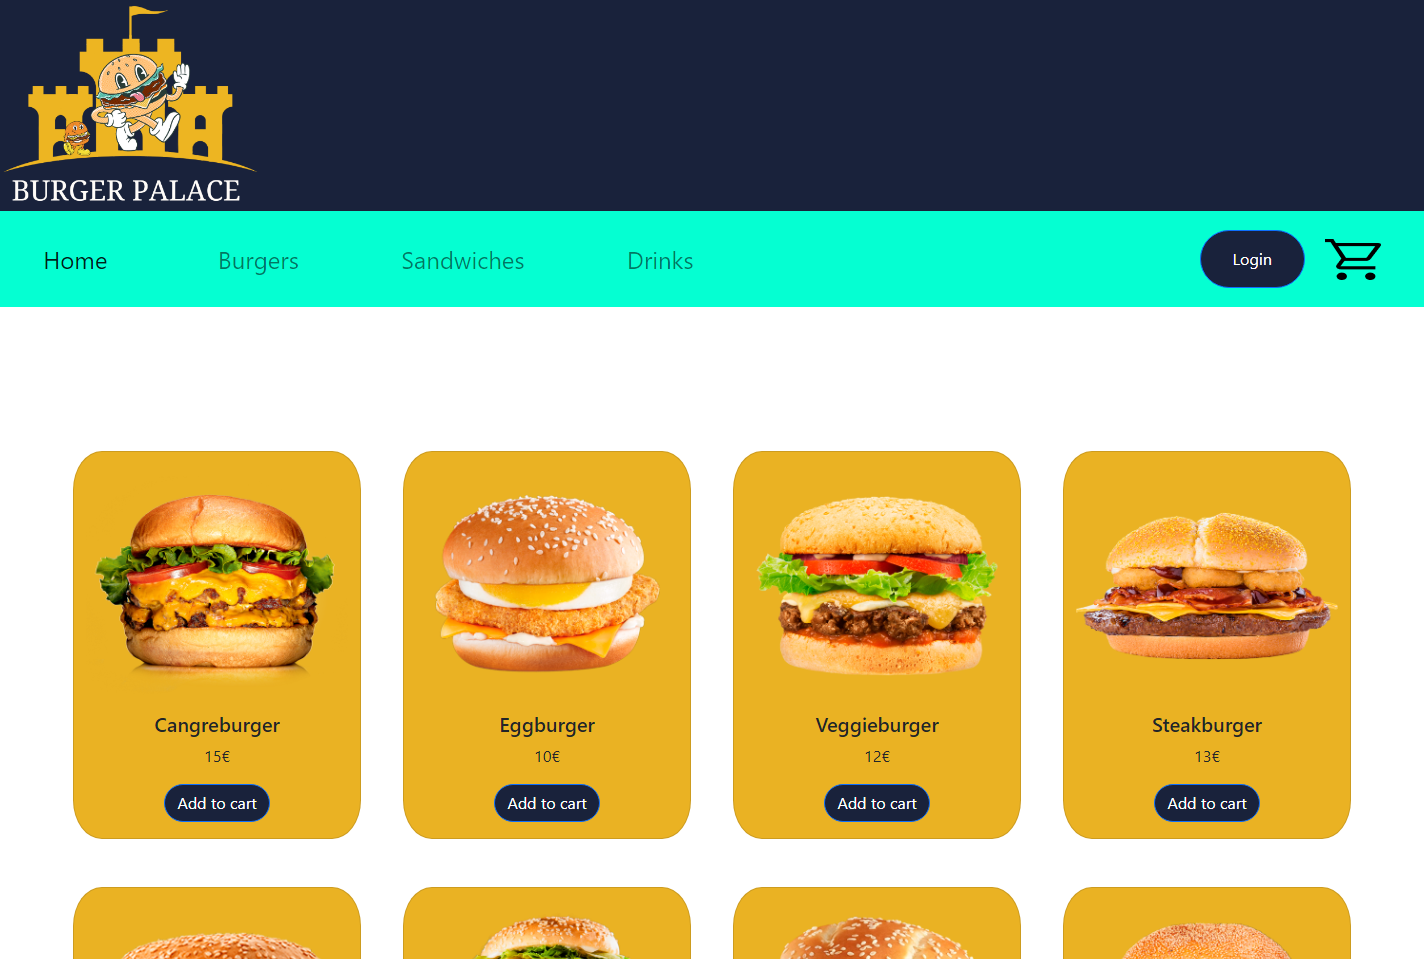 BURGER PALACE
Home Burgers Sandwiches Drinks Login
Cangreburger Eggburger Veggieburger Steakburger
15€ 10€ 12€ 13€
Add to cart Add to cart Add to cart Add to cart